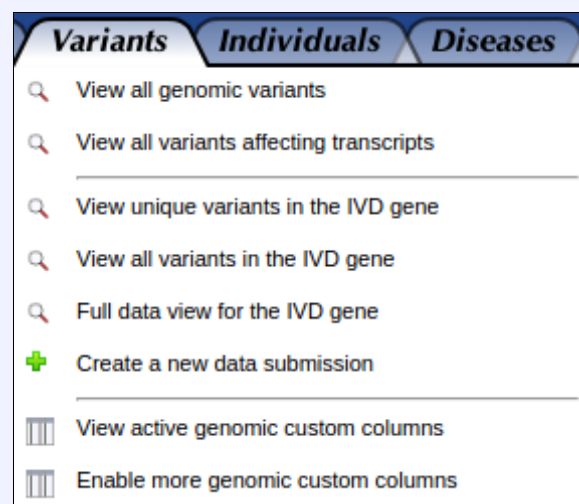 Variants Individuals Diseases
View all genomic variants
View all variants affecting transcripts
View unique variants in the IVD gene
View all variants in the IVD gene
Full data view for the IVD gene
Create a new data submission
View active genomic custom columns
Enable more genomic custom columns